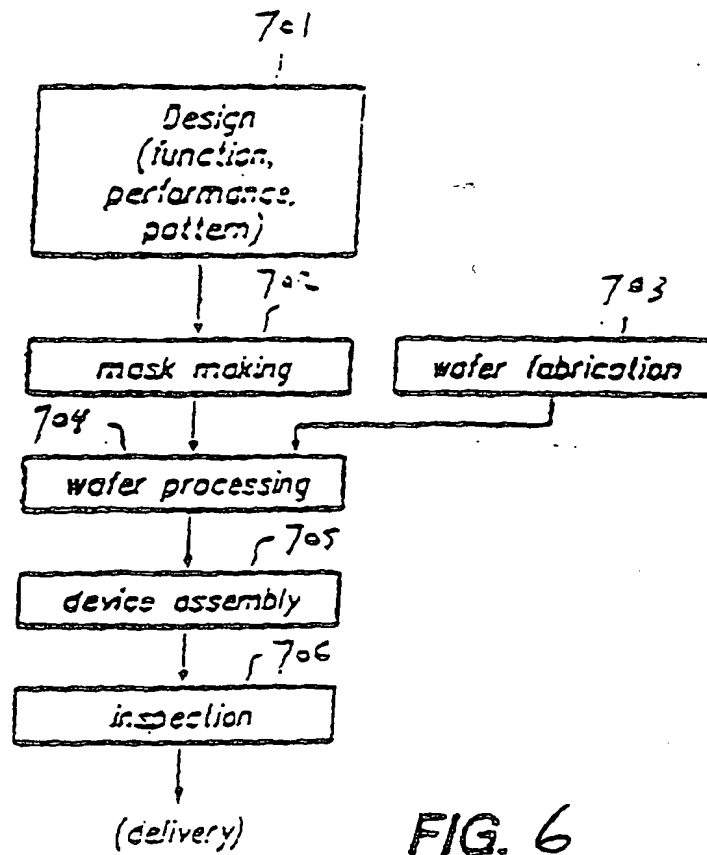 701
Design
(function,
performance,
pattern)
702
mask making
703
wafer fabrication
704
wafer processing
705
device assembly
706
inspection
(delivery)
FIG. 6